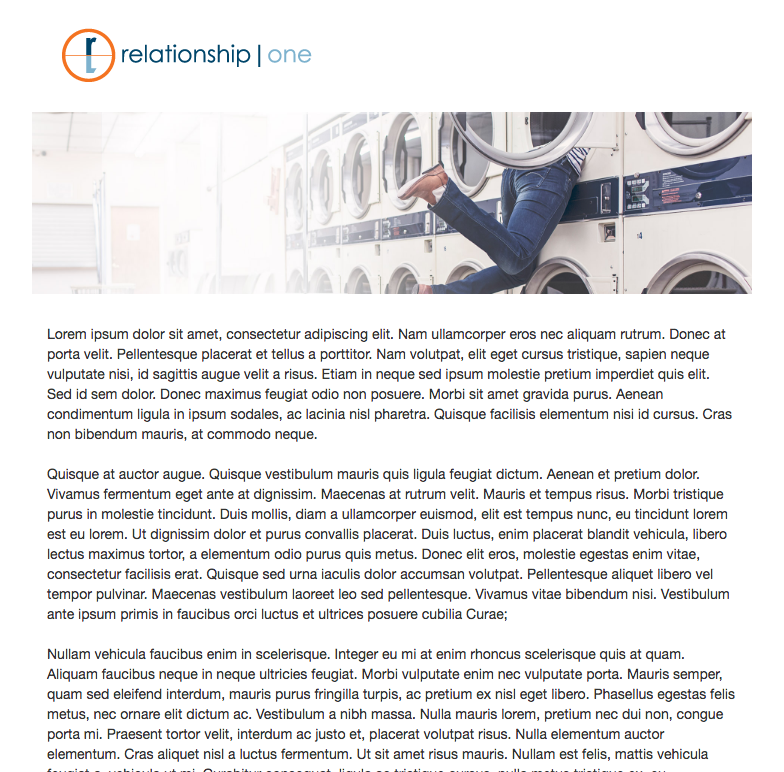 relationship | one
Lorem ipsum dolor sit amet, consectetur adipiscing elit. Nam ullamcorper eros nec aliquam rutrum. Donec at
porta velit. Pellentesque placerat et tellus a porttitor. Nam volutpat, elit eget cursus tristique, sapien neque
vulputate nisi, id sagittis augue velit a risus. Etiam in neque sed ipsum molestie pretium imperdiet quis elit.
Sed id sem dolor. Donec maximus feugiat odio non posuere. Morbi sit amet gravida purus. Aenean
condimentum ligula in ipsum sodales, ac lacinia nisl pharetra. Quisque facilisis elementum nisi id cursus. Cras
non bibendum mauris, at commodo neque.
Quisque at auctor augue. Quisque vestibulum mauris quis ligula feugiat dictum. Aenean et pretium dolor.
Vivamus fermentum eget ante at dignissim. Maecenas at rutrum velit. Mauris et tempus risus. Morbi tristique
purus in molestie tincidunt. Duis mollis, diam a ullamcorper euismod, elit est tempus nunc, eu tincidunt lorem
est eu lorem. Ut dignissim dolor et purus convallis placerat. Duis luctus, enim placerat blandit vehicula, libero
lectus maximus tortor, a elementum odio purus quis metus. Donec elit eros, molestie egestas enim vitae,
consectetur facilisis erat. Quisque sed urna iaculis dolor accumsan volutpat. Pellentesque aliquet libero vel
tempor pulvinar. Maecenas vestibulum laoreet leo sed pellentesque. Vivamus vitae bibendum nisi. Vestibulum
ante ipsum primis in faucibus orci luctus et ultrices posuere cubilia Curae;
Nullam vehicula faucibus enim in scelerisque. Integer eu mi at enim rhoncus scelerisque quis at quam.
Aliquam faucibus neque in neque ultricies feugiat. Morbi vulputate enim nec vulputate porta. Mauris semper,
quam sed eleifend interdum, mauris purus fringilla turpis, ac pretium ex nisl eget libero. Phasellus egestas felis
metus, nec ornare elit dictum ac. Vestibulum a nibh massa. Nulla mauris lorem, pretium nec dui non, congue
porta mi. Praesent tortor velit, interdum ac justo et, placerat volutpat risus. Nulla elementum auctor
elementum. Cras aliquet nisl a luctus fermentum. Ut sit amet risus mauris. Nullam est felis, mattis vehicula